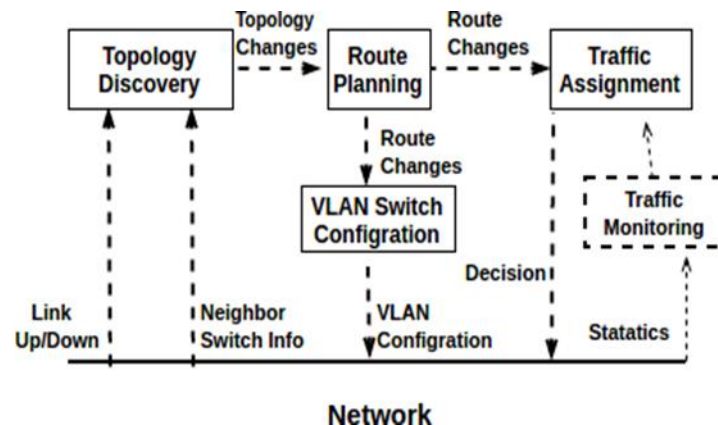 Topology
Discovery
Topology
Changes
Route
Planning
Route
Changes
Traffic
Assignment
Route
Changes
VLAN Switch
Configration
Traffic
Monitoring
Link
Up/Down
Neighbor
Switch Info
VLAN
Configration
Decision
Statatics
Network